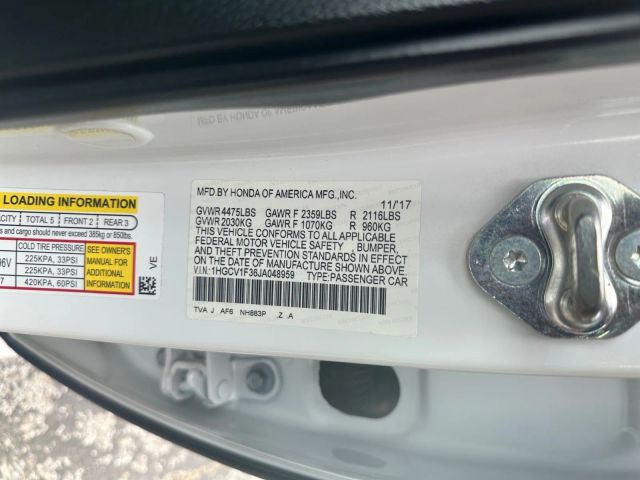 MFD.BY HONDA OF AMERICA MFG.,INC.
11/17
GVWR 4475LBS GAWR F 2359LBS R 2116LBS
GVWR 2030KG GAWR F 1070KG R 960KG
THIS VEHICLE CONFORMS TO ALL APPLICABLE
FEDERAL MOTOR VEHICLE SAFETY BUMPER,
AND THEFT PREVENTION STANDARDS IN EFFECT
ON THE DATE OF MANUFACTURE SHOWN ABOVE.
V.I.N:1HGCV1F36JA048959 TYPE:PASSENGER CAR
TVA J AF6 NH883P .Z .A
LOADING INFORMATION
TOTAL 5 FRONT 2 REAR 3
and cargo should never exceed 385kg or 850lbs.
COLD TIRE PRESSURE
225KPA, 33PSI
225KPA, 33PSI
420KPA, 60PSI
SEE OWNER'S
MANUAL FOR
ADDITIONAL
INFORMATION
VE